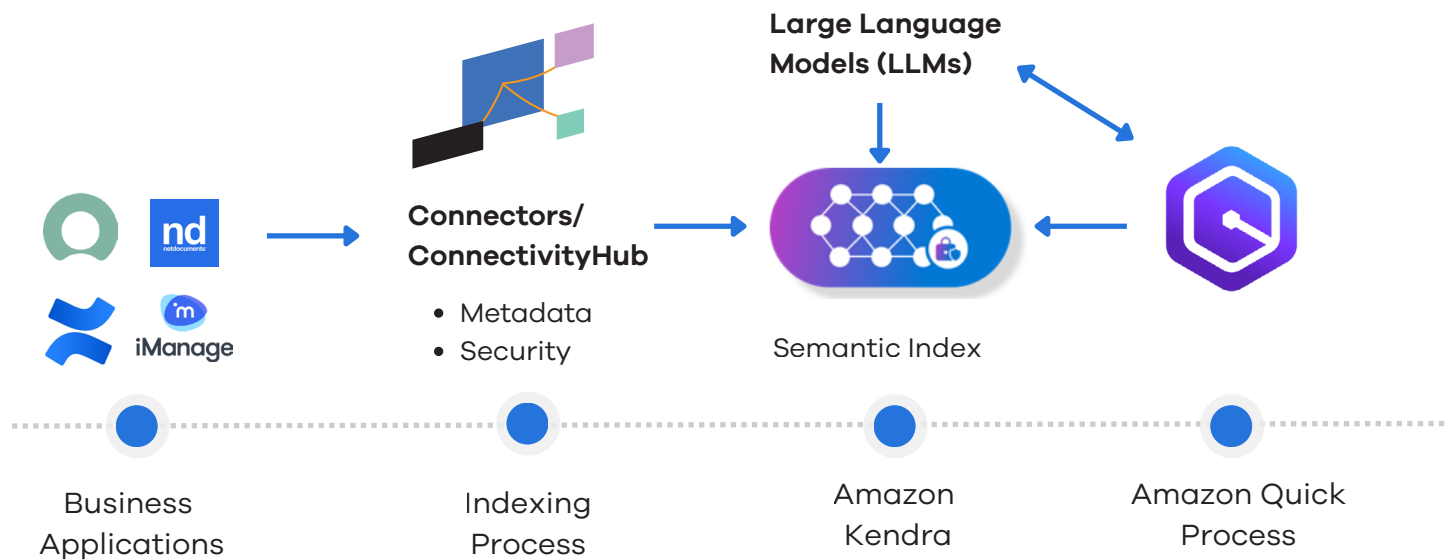 Large Language
Models (LLMs)
Connectors/
ConnectivityHub
• Metadata
• Security
nd
netdocuments
im
iManage
Semantic Index
Business
Applications
Indexing
Process
Amazon
Kendra
Amazon Quick
Process